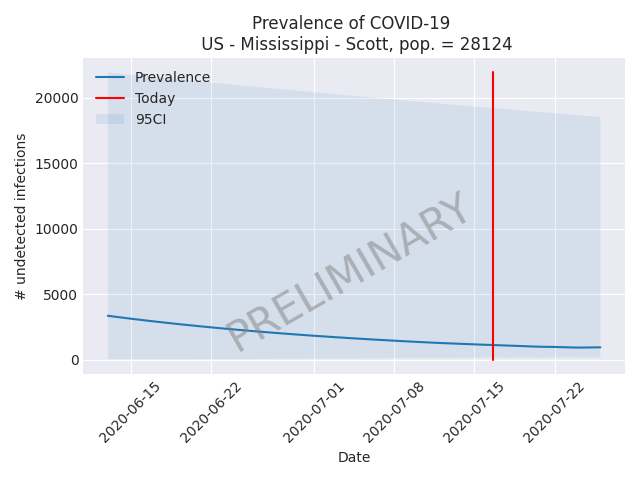 Prevalence of COVID-19
US - Mississippi - Scott, pop. = 28124
Prevalence
Today
95CI
20000
15000
10000
5000
0
# undetected infections
PRELIMINARY
2020-06-15
2020-06-22
2020-07-01
2020-07-08
2020-07-15
2020-07-22
Date